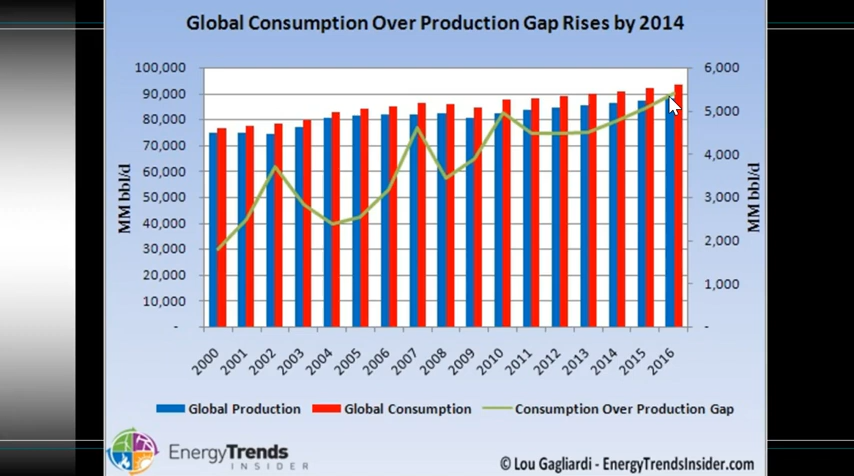 Global Consumption Over Production Gap Rises by 2014
100,000
90,000
80,000
70,000
60,000
50,000
40,000
30,000
20,000
10,000
-
MM bbl/d
6,000
5,000
4,000
3,000
2,000
1,000
-
MM bbl/d
2000 2001 2002 2003 2004 2005 2006 2007 2008 2009 2010 2011 2012 2013 2014 2015 2016
Global Production Global Consumption Consumption Over Production Gap
EnergyTrends
INSIDER
© Lou Gagliardi - EnergyTrendsInsider.com